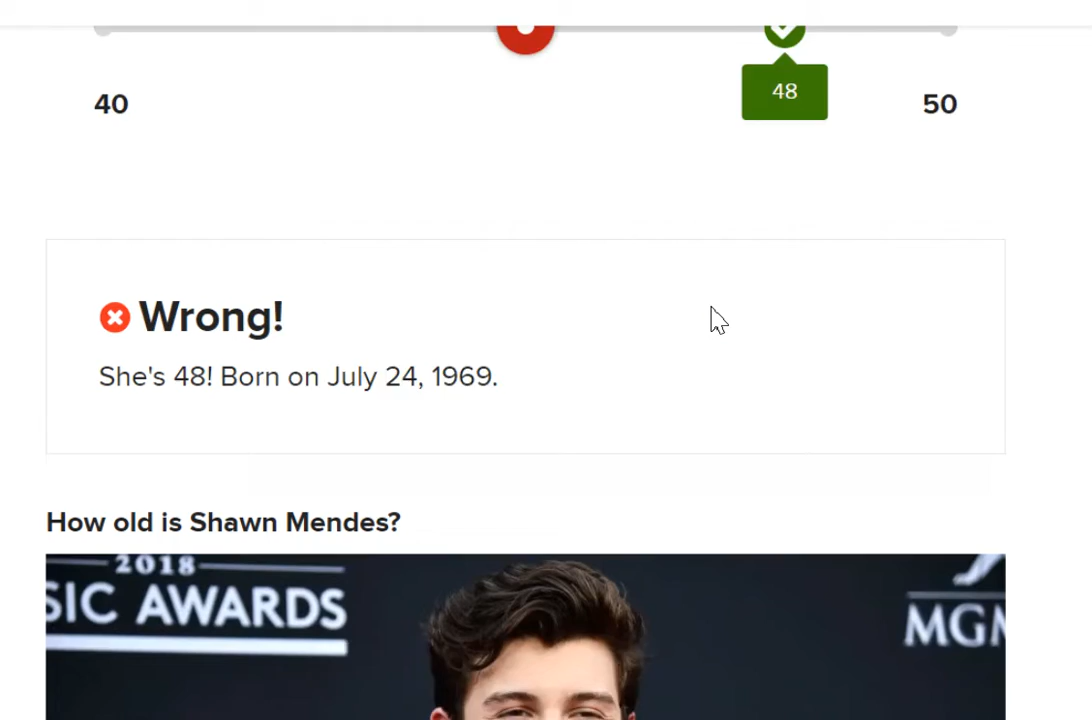 48
40
50
Wrong!
She's 48! Born on July 24, 1969.
How old is Shawn Mendes?
2018
SIC AWARDS
MGM